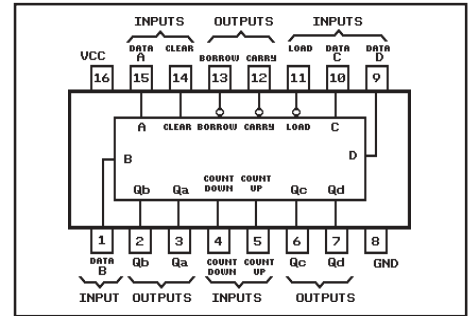 INPUTS OUTPUTS INPUTS
DATA CLEAR LOAD DATA DATA
VCC A BORROW CARRY C D
16 15 14 13 12 11 10 9
A CLEAR BORROW CARRY LOAD C
B D
COUNT COUNT
Qb Qa DOWN UP Qc Qd
1 2 3 4 5 6 7 8
DATA Qb Qa COUNT COUNT Qc Qd GND
B DOWN UP
INPUT OUTPUTS INPUTS OUTPUTS